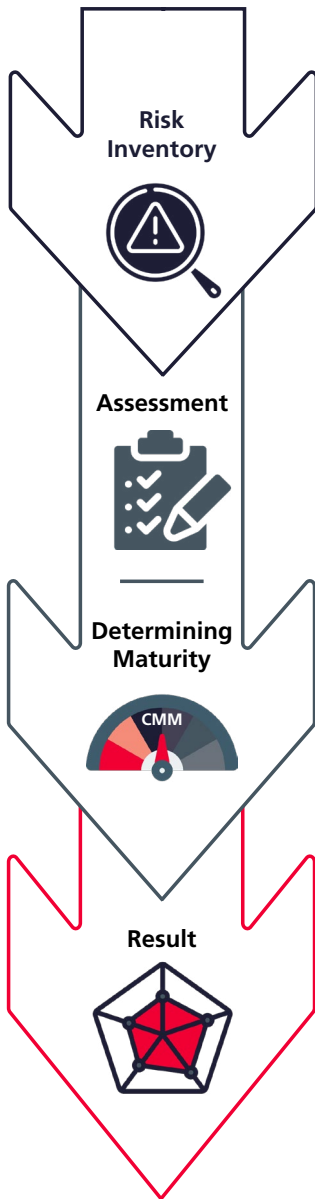 Risk
Inventory
Assessment
Determining
Maturity
CMM
Result